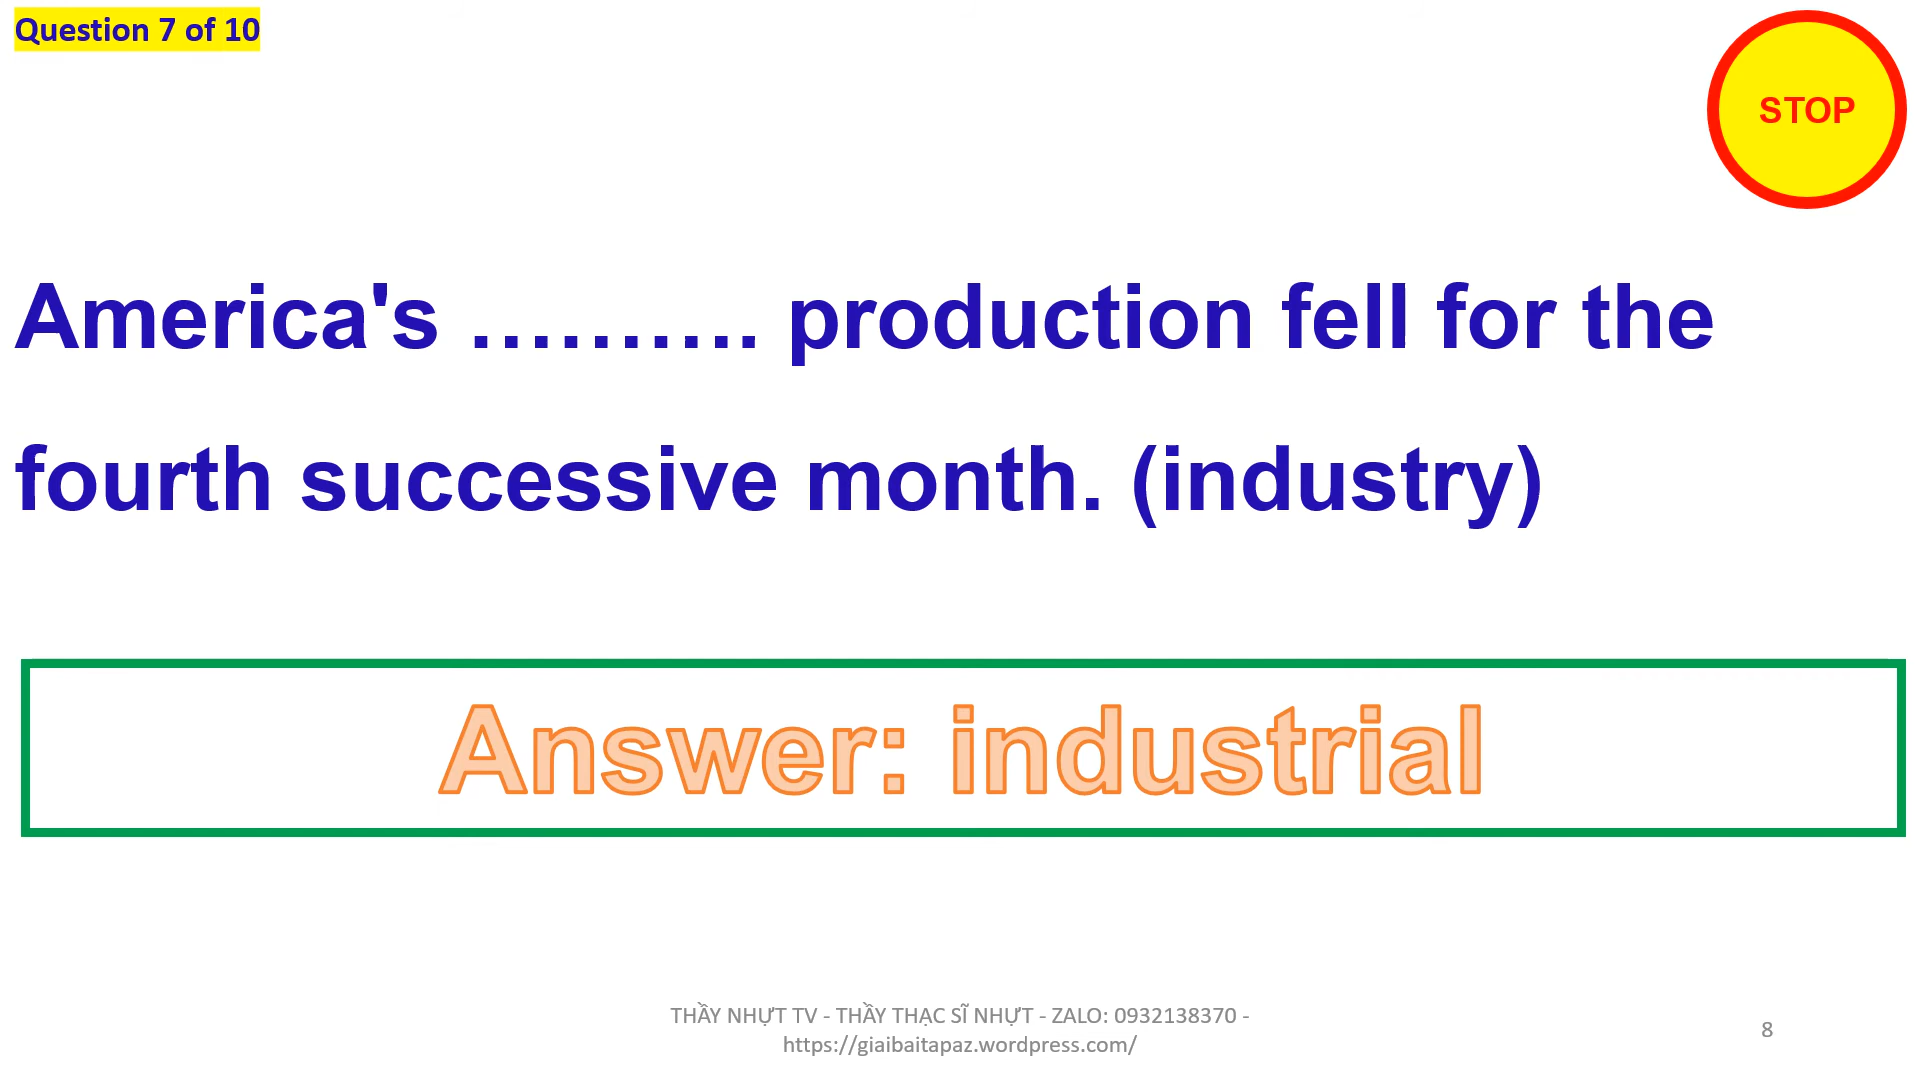 Question 7 of 10
STOP
America's ………. production fell for the
fourth successive month. (industry)
Answer: industrial
THẦY NHỰT TV - THẦY THẠC SĨ NHỰT - ZALO: 0932138370 -
https://giaibaitapaz.wordpress.com/
8